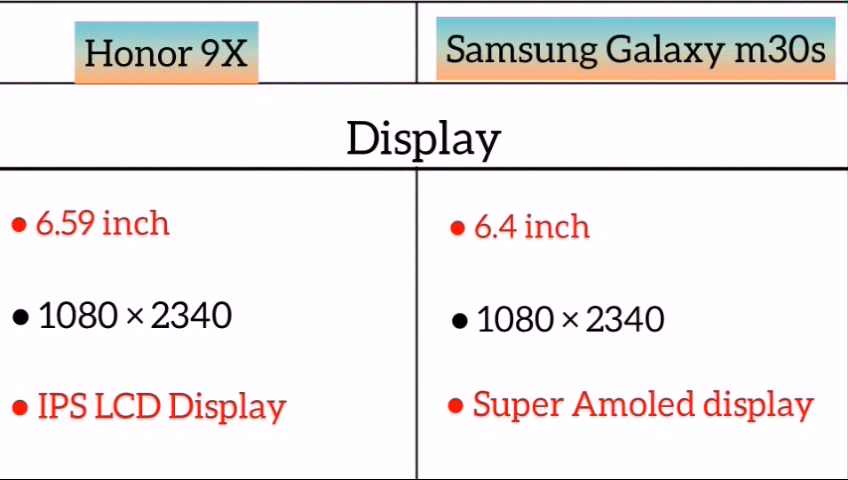 Honor 9X
Samsung Galaxy m30s
Display
• 6.59 inch
• 6.4 inch
• 1080 × 2340
• 1080 × 2340
• IPS LCD Display
• Super Amoled display